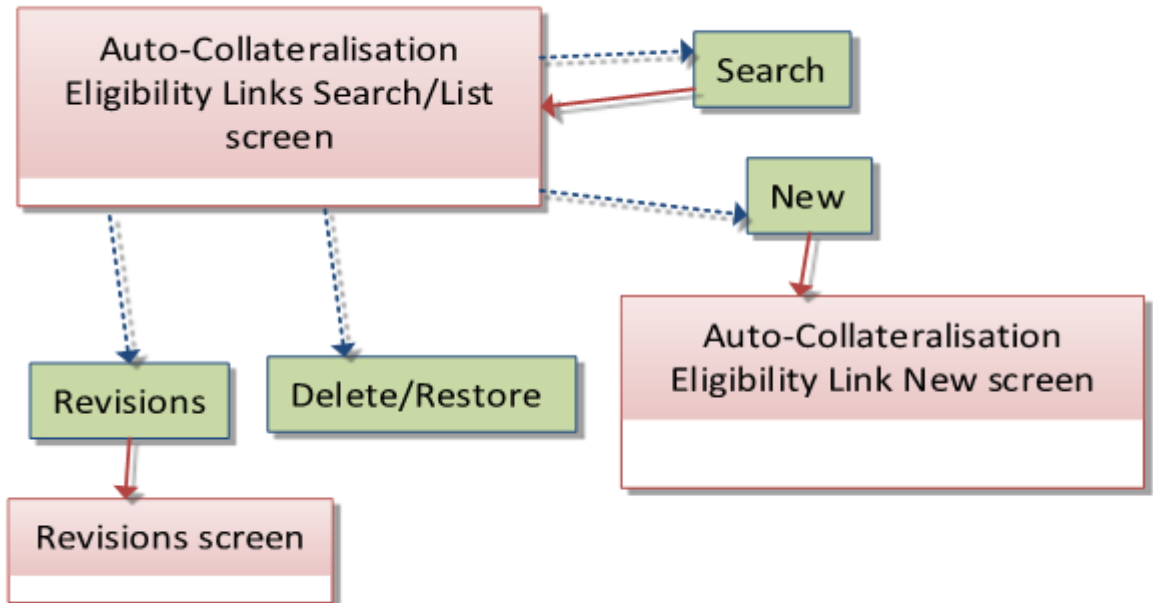 Auto-Collateralisation
Eligibility Links Search/List
screen
Search
New
Auto-Collateralisation
Eligibility Link New screen
Revisions
Delete/Restore
Revisions screen